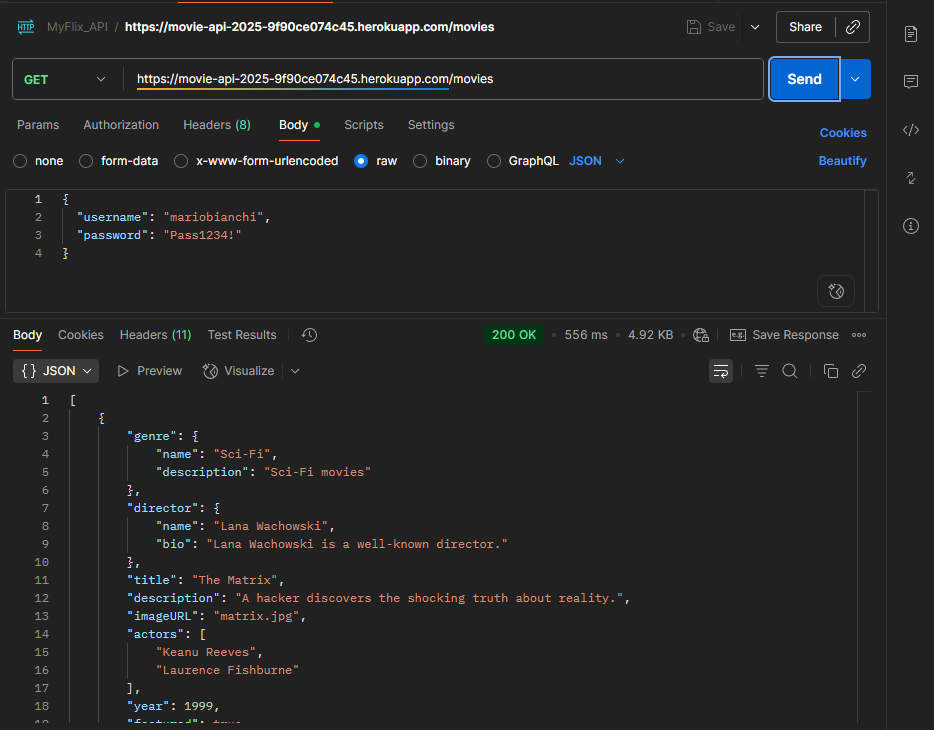 HTTP MyFlix_API / https://movie-api-2025-9f90ce074c45.herokuapp.com/movies Save Share
GET https://movie-api-2025-9f90ce074c45.herokuapp.com/movies Send
Params Authorization Headers (8) Body Scripts Settings Cookies
none form-data x-www-form-urlencoded raw binary GraphQL JSON Beautify
1 {
2 "username": "mariobianchi",
3 "password": "Pass1234!"
4 }
Body Cookies Headers (11) Test Results 200 OK • 556 ms • 4.92 KB • e.g. Save Response
{} JSON Preview Visualize
1 [
2 {
3 "genre": {
4 "name": "Sci-Fi",
5 "description": "Sci-Fi movies"
6 },
7 "director": {
8 "name": "Lana Wachowski",
9 "bio": "Lana Wachowski is a well-known director."
10 },
11 "title": "The Matrix",
12 "description": "A hacker discovers the shocking truth about reality.",
13 "imageURL": "matrix.jpg",
14 "actors": [
15 "Keanu Reeves",
16 "Laurence Fishburne"
17 ],
18 "year": 1999,
19 "featured": true